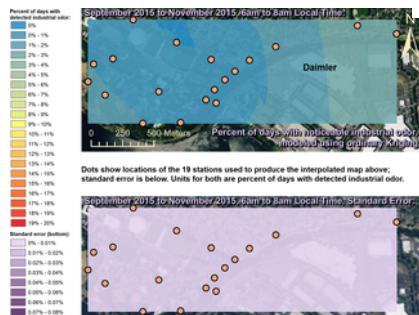 Percent of days with
detected industrial odor:
0%
0% - 1%
1% - 2%
2% - 3%
3% - 4%
4% - 5%
5% - 6%
6% - 7%
7% - 8%
8% - 9%
9% - 10%
10% - 11%
11% - 12%
12% - 13%
13% - 14%
14% - 15%
15% - 16%
16% - 17%
17% - 18%
18% - 19%
19% - 20%
Standard error (bottom):
0% - 0.01%
0.01% - 0.02%
0.02% - 0.03%
0.03% - 0.04%
0.04% - 0.05%
0.05% - 0.06%
0.06% - 0.07%
0.07% - 0.08%
September 2015 to November 2015, 6am to 8am Local Time:
Daimler
0 250 500 Meters
Percent of days with noticeable industrial odor,
modeled using ordinary Kriging
Dots show locations of the 19 stations used to produce the interpolated map above;
standard error is below. Units for both are percent of days with detected industrial odor.
September 2015 to November 2015, 6am to 8am Local Time: Standard Error: